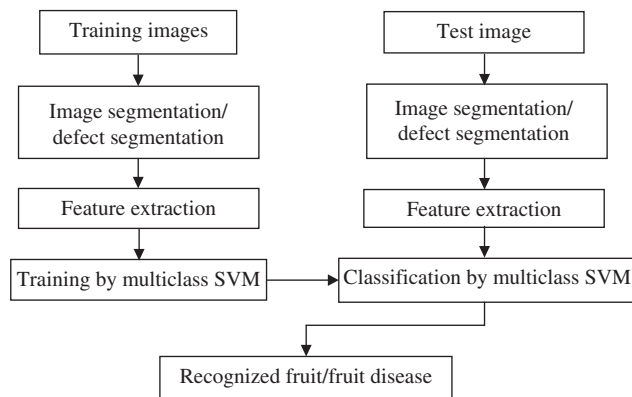 Training images
Image segmentation/
defect segmentation
Feature extraction
Training by multiclass SVM
Test image
Image segmentation/
defect segmentation
Feature extraction
Classification by multiclass SVM
Recognized fruit/fruit disease